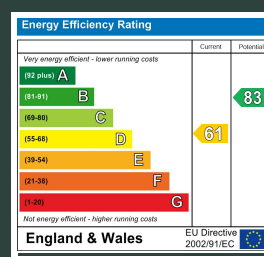 Energy Efficiency Rating
Current Potential
Very energy efficient - lower running costs
(92 plus) A
(81-91) B
83
(69-80) C
(55-68) D
61
(39-54) E
(21-38) F
(1-20) G
Not energy efficient - higher running costs
England & Wales
EU Directive
2002/91/EC